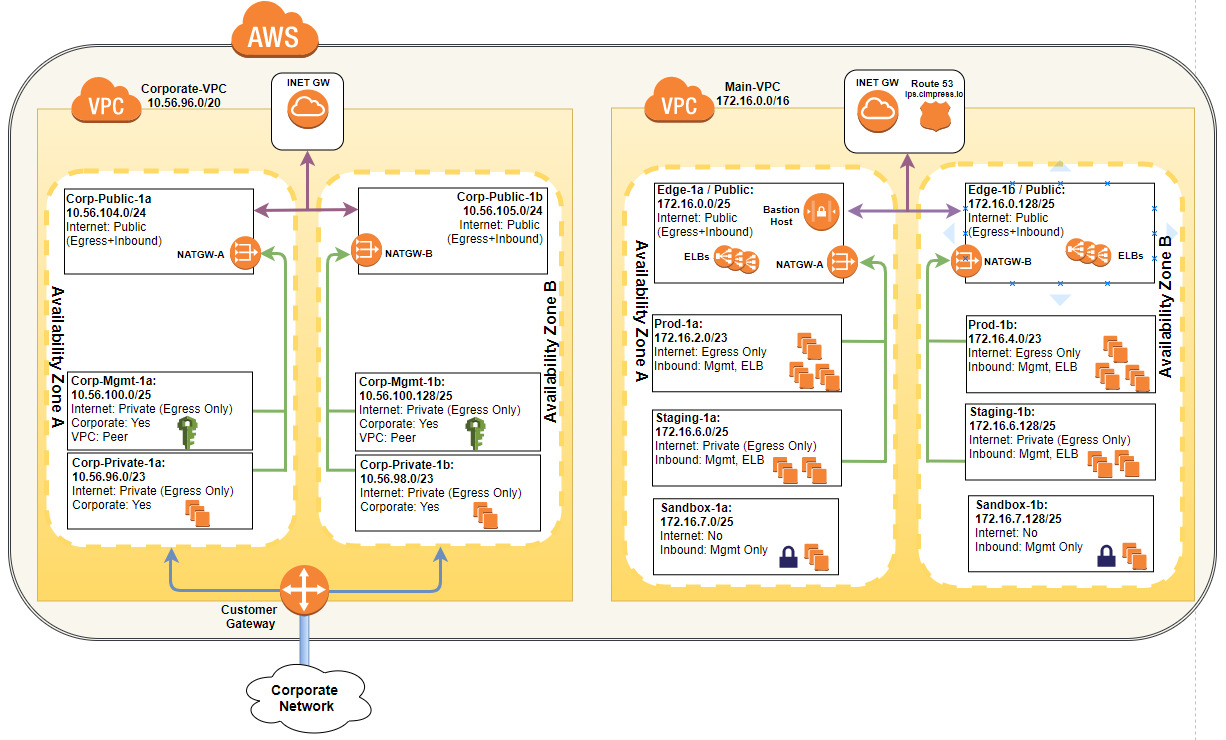 AWS
VPC
Corporate-VPC
10.56.96.0/20
INET GW
Corp-Public-1a
10.56.104.0/24
Internet: Public
(Egress+Inbound)
NATGW-A
Corp-Public-1b
10.56.105.0/24
Internet: Public
(Egress+Inbound)
NATGW-B
Availability Zone A
Availability Zone B
Corp-Mgmt-1a:
10.56.100.0/25
Internet: Private (Egress Only)
Corporate: Yes
VPC: Peer
Corp-Mgmt-1b:
10.56.100.128/25
Internet: Private (Egress Only)
Corporate: Yes
VPC: Peer
Corp-Private-1a:
10.56.96.0/23
Internet: Private (Egress Only)
Corporate: Yes
Corp-Private-1b:
10.56.98.0/23
Internet: Private (Egress Only)
Corporate: Yes
Customer
Gateway
Corporate
Network
VPC
Main-VPC
172.16.0.0/16
INET GW
Route 53
ips.cimpress.io
Edge-1a / Public:
172.16.0.0/25
Internet: Public
(Egress+Inbound)
Bastion
Host
ELBs
NATGW-A
Edge-1b / Public:
172.16.0.128/25
Internet: Public
(Egress+Inbound)
NATGW-B
ELBs
Availability Zone A
Availability Zone B
Prod-1a:
172.16.2.0/23
Internet: Egress Only
Inbound: Mgmt, ELB
Prod-1b:
172.16.4.0/23
Internet: Egress Only
Inbound: Mgmt, ELB
Staging-1a:
172.16.6.0/25
Internet: Private (Egress Only)
Inbound: Mgmt, ELB
Staging-1b:
172.16.6.128/25
Internet: Private (Egress Only)
Inbound: Mgmt, ELB
Sandbox-1a:
172.16.7.0/25
Internet: No
Inbound: Mgmt Only
Sandbox-1b:
172.16.7.128/25
Internet: No
Inbound: Mgmt Only